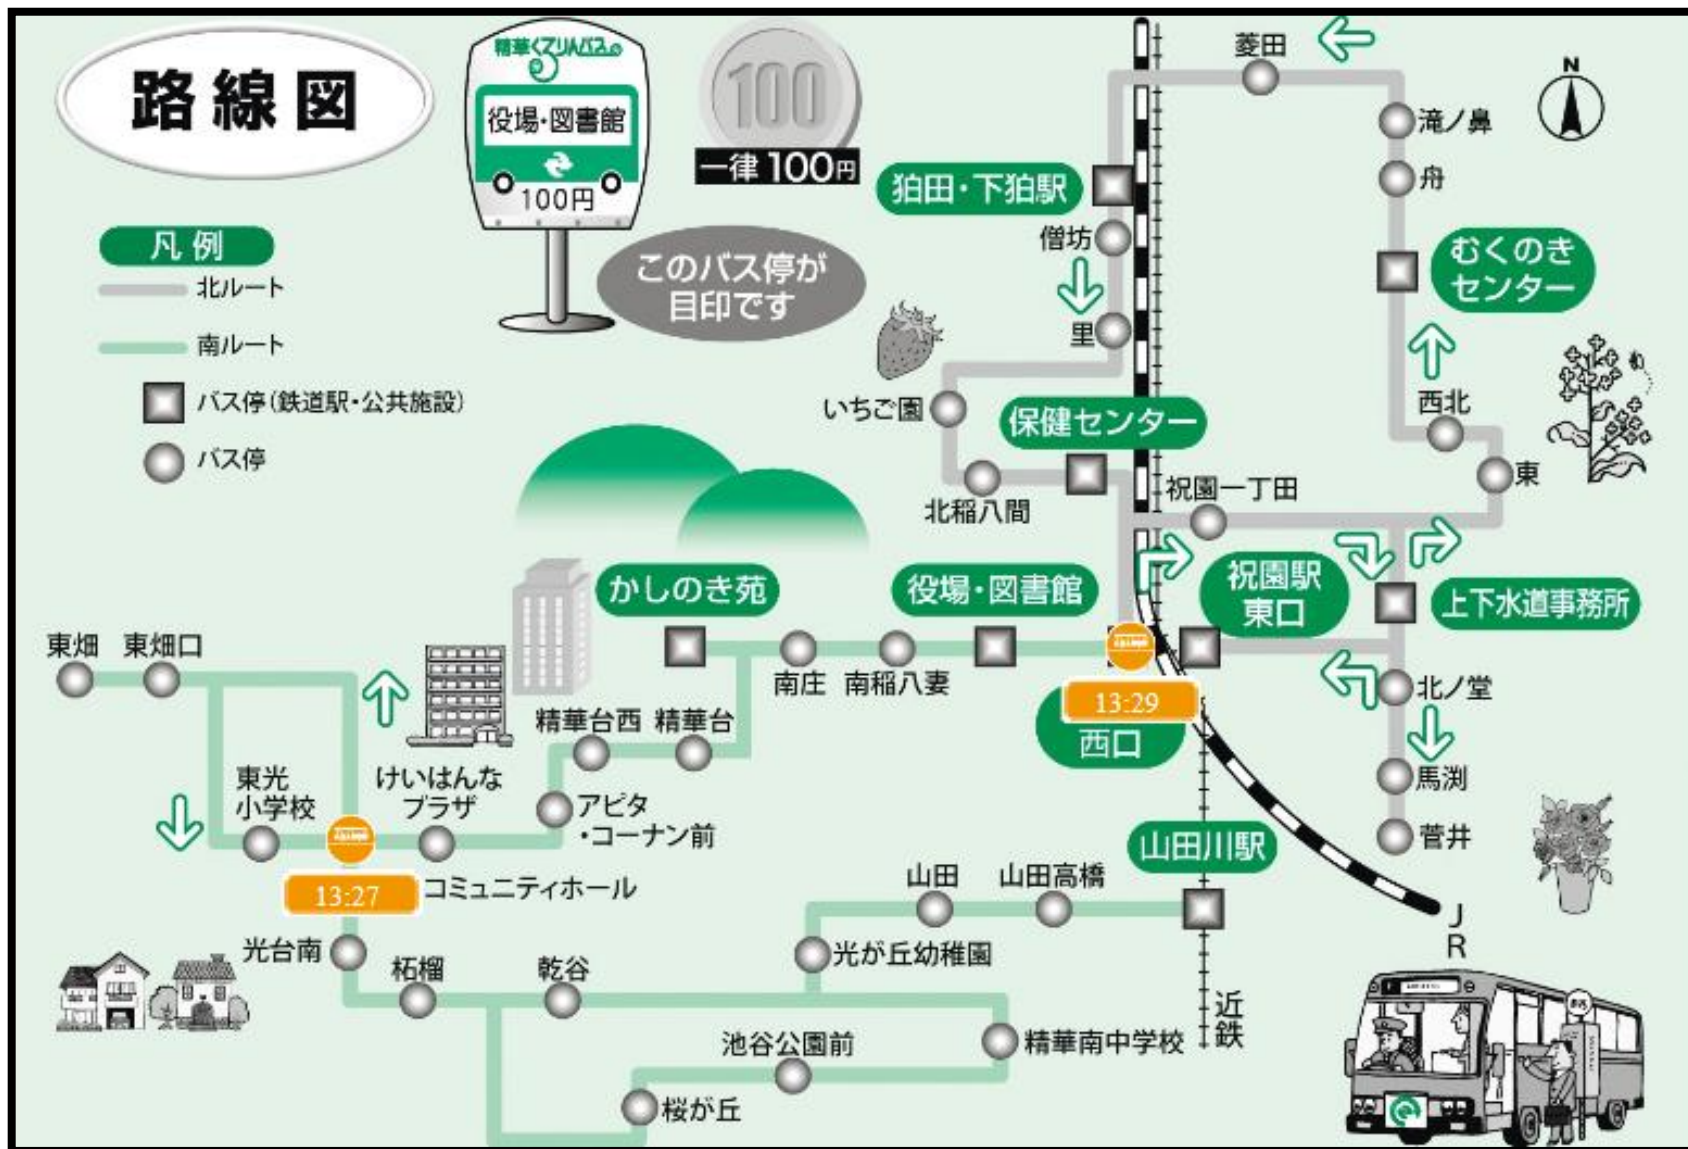 路線図
精華くるりんバス
役場・図書館
100円
100
一律100円
このバス停が
目印です
凡例
北ルート
南ルート
バス停(鉄道駅・公共施設)
バス停
N
菱田
滝ノ鼻
舟
狛田・下狛駅
僧坊
むくのき
センター
里
いちご園
保健センター
西北
東
北稲八間
祝園一丁田
かしのき苑
役場・図書館
祝園駅
東口
上下水道事務所
東畑
東畑口
南庄
南稲八妻
13:29
西口
北ノ堂
精華台西
精華台
馬渕
東光
小学校
けいはんな
プラザ
アピタ
・コーナン前
菅井
山田川駅
13:27
コミュニティホール
山田
山田高橋
光台南
光が丘幼稚園
JR
柘榴
乾谷
近鉄
池谷公園前
精華南中学校
桜が丘